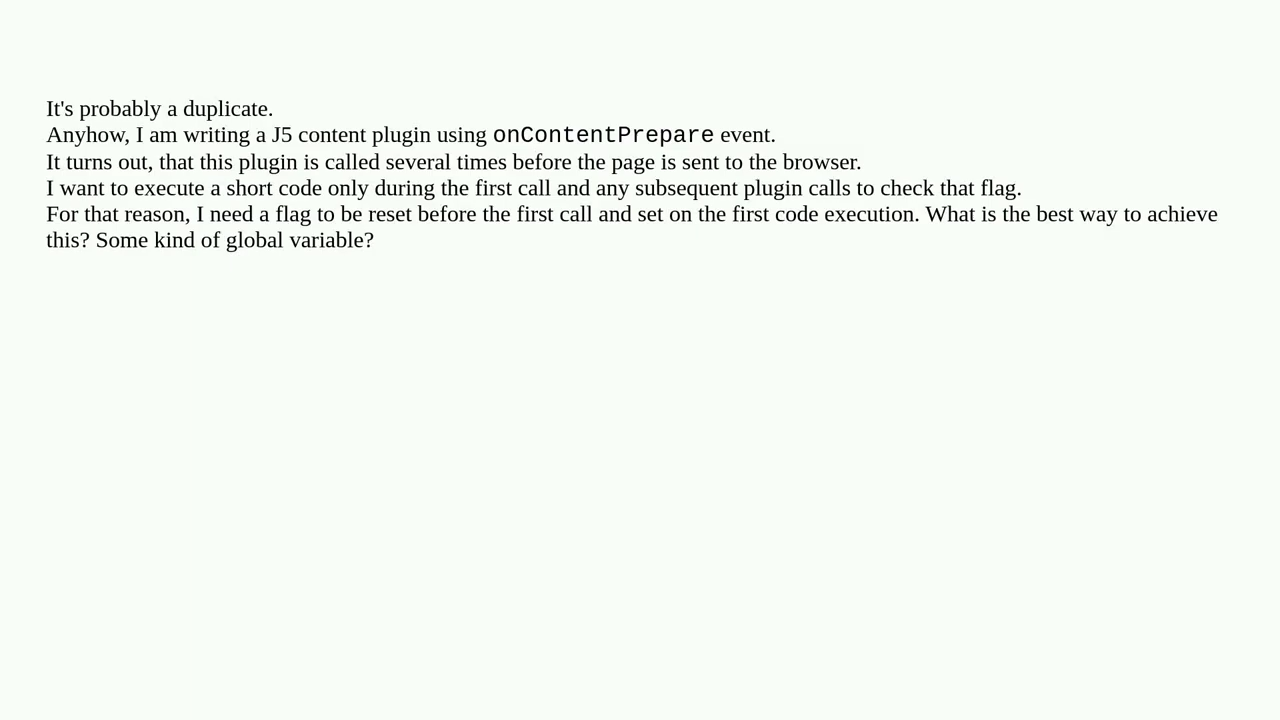 It's probably a duplicate.
Anyhow, I am writing a J5 content plugin using onContentPrepare event.
It turns out, that this plugin is called several times before the page is sent to the browser.
I want to execute a short code only during the first call and any subsequent plugin calls to check that flag.
For that reason, I need a flag to be reset before the first call and set on the first code execution. What is the best way to achieve
this? Some kind of global variable?